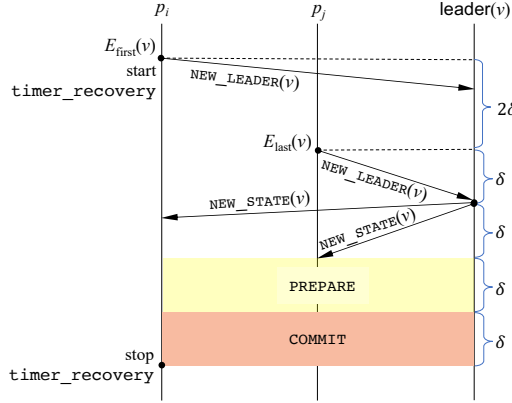 p_i p_j leader(v)
E_first(v)
start
timer_recovery
NEW_LEADER(v)
2δ
E_last(v)
NEW_LEADER(v)
δ
NEW_STATE(v)
NEW_STATE(v)
δ
PREPARE
δ
COMMIT
δ
stop
timer_recovery